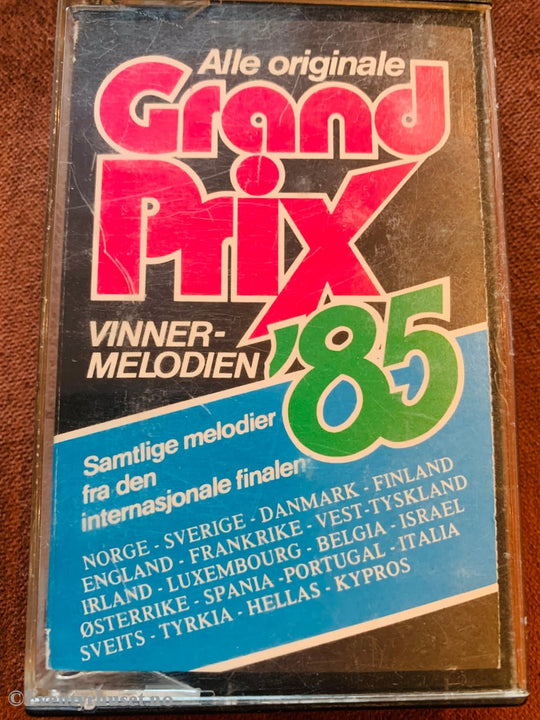 Alle originale
Grand
Prix
VINNER-
MELODIEN '85
Samtlige melodier
fra den
internasjonale finalen
NORGE - SVERIGE - DANMARK - FINLAND
ENGLAND - FRANKRIKE - VEST-TYSKLAND
IRLAND - LUXEMBOURG - BELGIA - ISRAEL
ØSTERRIKE - SPANIA -PORTUGAL - ITALIA
SVEITS - TYRKIA - HELLAS - KYPROS